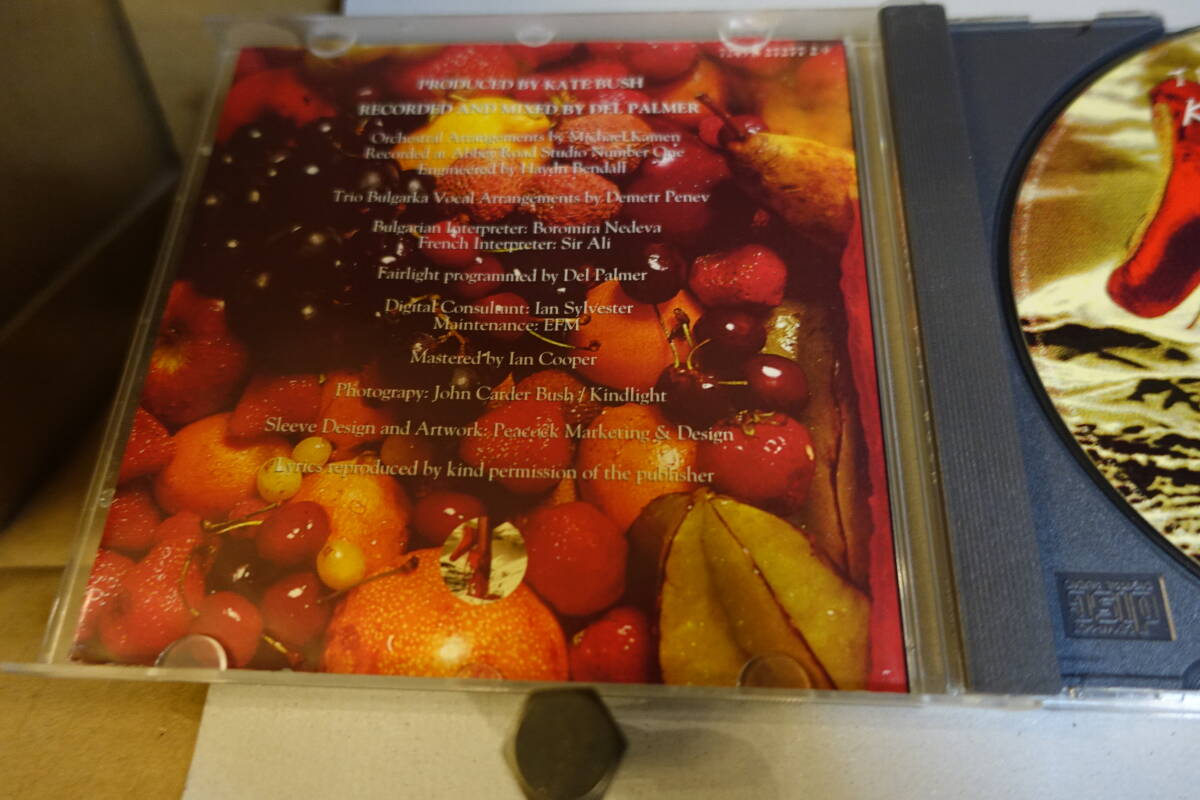 PRODUCED BY KATE BUSH
RECORDED AND MIXED BY DEL PALMER
Orchestral Arrangements by Michael Kamen
Recorded at Abbey Road Studio Number One
Engineered by Haydn Bendall
Trio Bulgarka Vocal Arrangements by Demetr Penev
Bulgarian Interpreter: Boromira Nedeva
French Interpreter: Sir Ali
Fairlight programmed by Del Palmer
Digital Consultant: Ian Sylvester
Maintenance: EFM
Mastered by Ian Cooper
Photograpy: John Carder Bush / Kindlight
Sleeve Design and Artwork: Peacock Marketing & Design
Lyrics reproduced by kind permission of the publisher
T
K